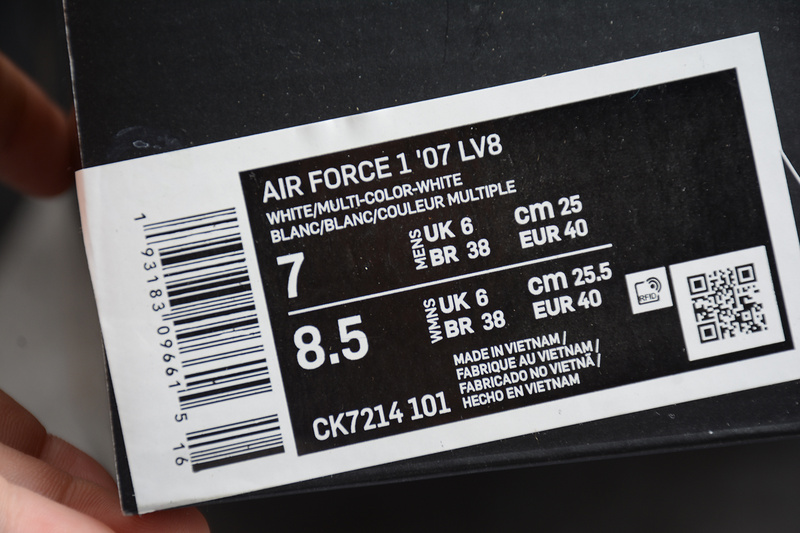 AIR FORCE 1 '07 LV8
WHITE/MULTI-COLOR-WHITE
BLANC/BLANC/COULEUR MULTIPLE
7
MENS
UK 6
BR 38
cm 25
EUR 40
8.5
WMNS
UK 6
BR 38
cm 25.5
EUR 40
RFID
MADE IN VIETNAM /
FABRIQUE AU VIETNAM /
FABRICADO NO VIETNÃ /
HECHO EN VIETNAM
CK7214 101
1 93183 09661 5 16